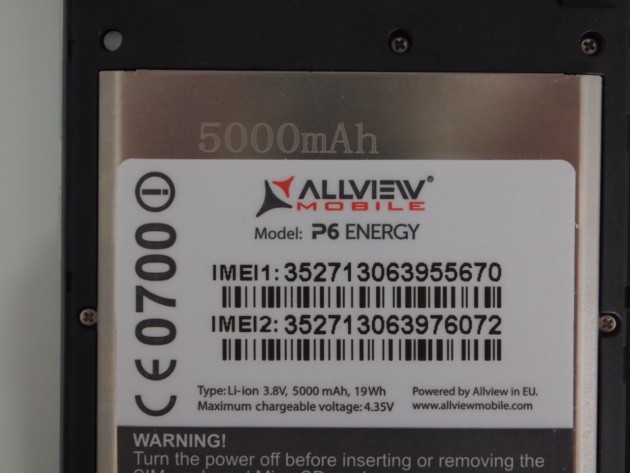 5000mAh
ALLVIEW®
MOBILE
Model: P6 ENERGY
IMEI1: 352713063955670
IMEI2: 352713063976072
CE0700
Type: Li-ion 3.8V, 5000 mAh, 19Wh
Maximum chargeable voltage: 4.35V
Powered by Allview in EU.
www.allviewmobile.com
WARNING!
Turn the power off before inserting or removing the